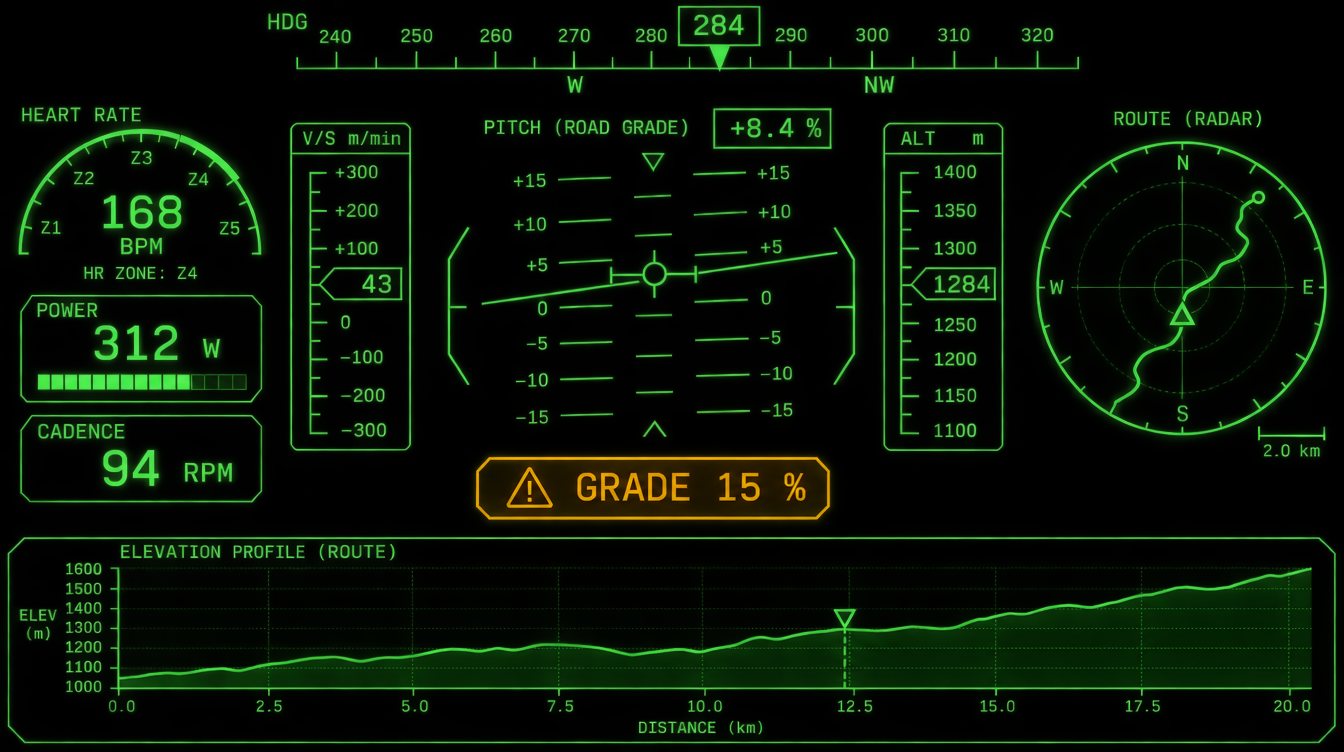 HDG
240 250 260 270 280 284 290 300 310 320
W NW
HEART RATE
Z1 Z2 Z3 Z4 Z5
168
BPM
HR ZONE: Z4
POWER
312 W
CADENCE
94 RPM
V/S m/min
+300
+200
+100
43
0
−100
−200
−300
PITCH (ROAD GRADE) +8.4 %
+15 +15
+10 +10
+5 +5
0 0
−5 −5
−10 −10
−15 −15
ALT m
1400
1350
1300
1284
1250
1200
1150
1100
ROUTE (RADAR)
N
W E
S
2.0 km
! GRADE 15 %
ELEVATION PROFILE (ROUTE)
ELEV
(m)
1600
1500
1400
1300
1200
1100
1000
0.0 2.5 5.0 7.5 10.0 12.5 15.0 17.5 20.0
DISTANCE (km)